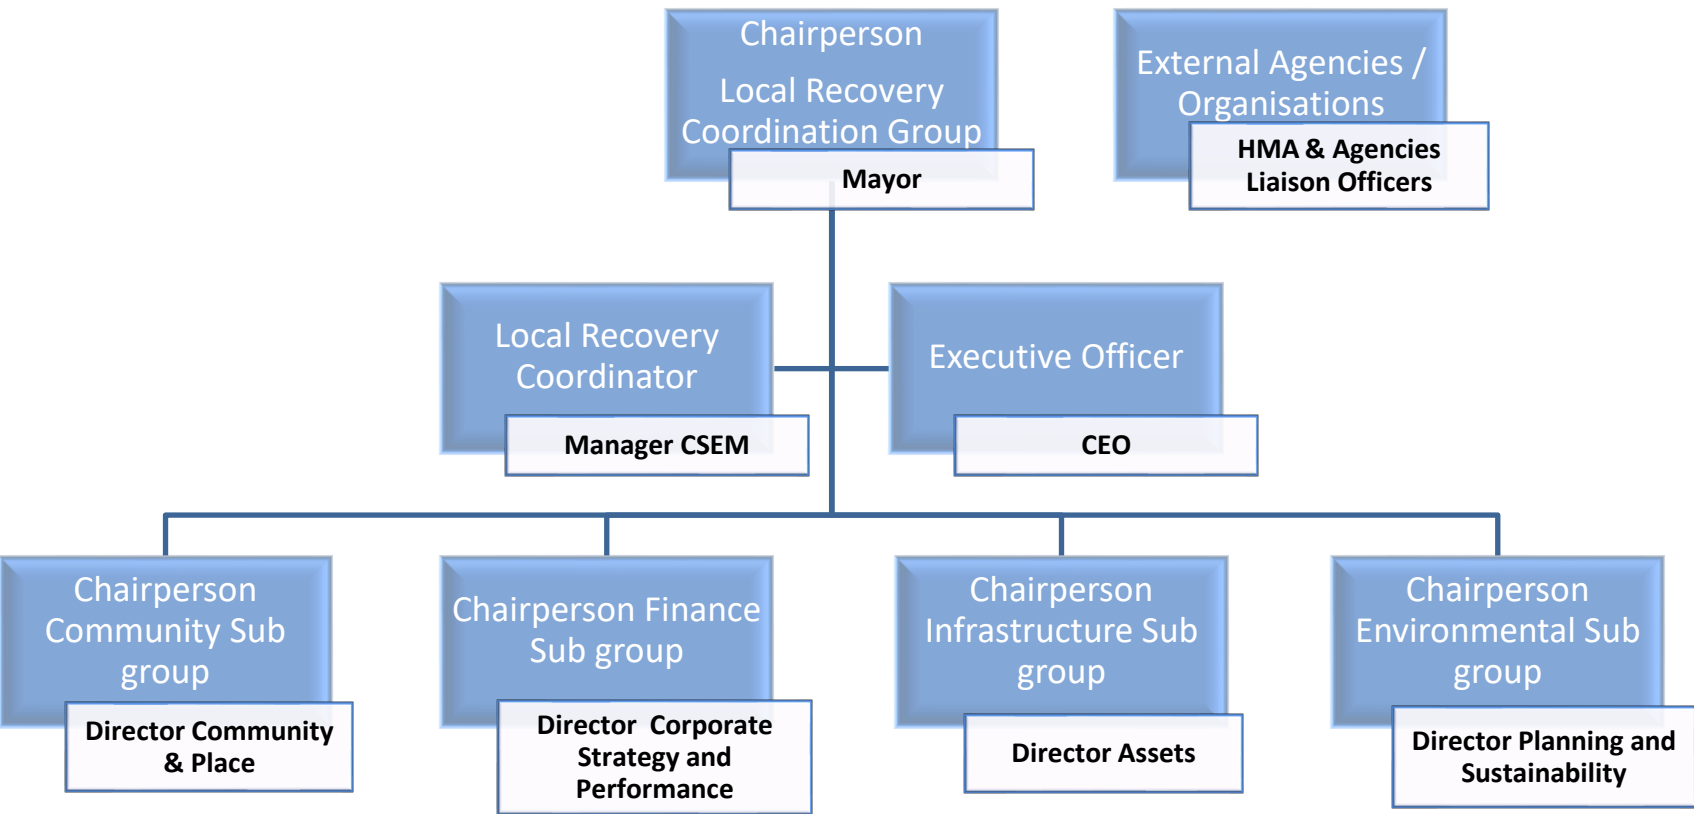 Chairperson
Local Recovery
Coordination Group
Mayor
External Agencies /
Organisations
HMA & Agencies
Liaison Officers
Local Recovery
Coordinator
Manager CSEM
Executive Officer
CEO
Chairperson
Community Sub
group
Director Community
& Place
Chairperson Finance
Sub group
Director Corporate
Strategy and
Performance
Chairperson
Infrastructure Sub
group
Director Assets
Chairperson
Environmental Sub
group
Director Planning and
Sustainability